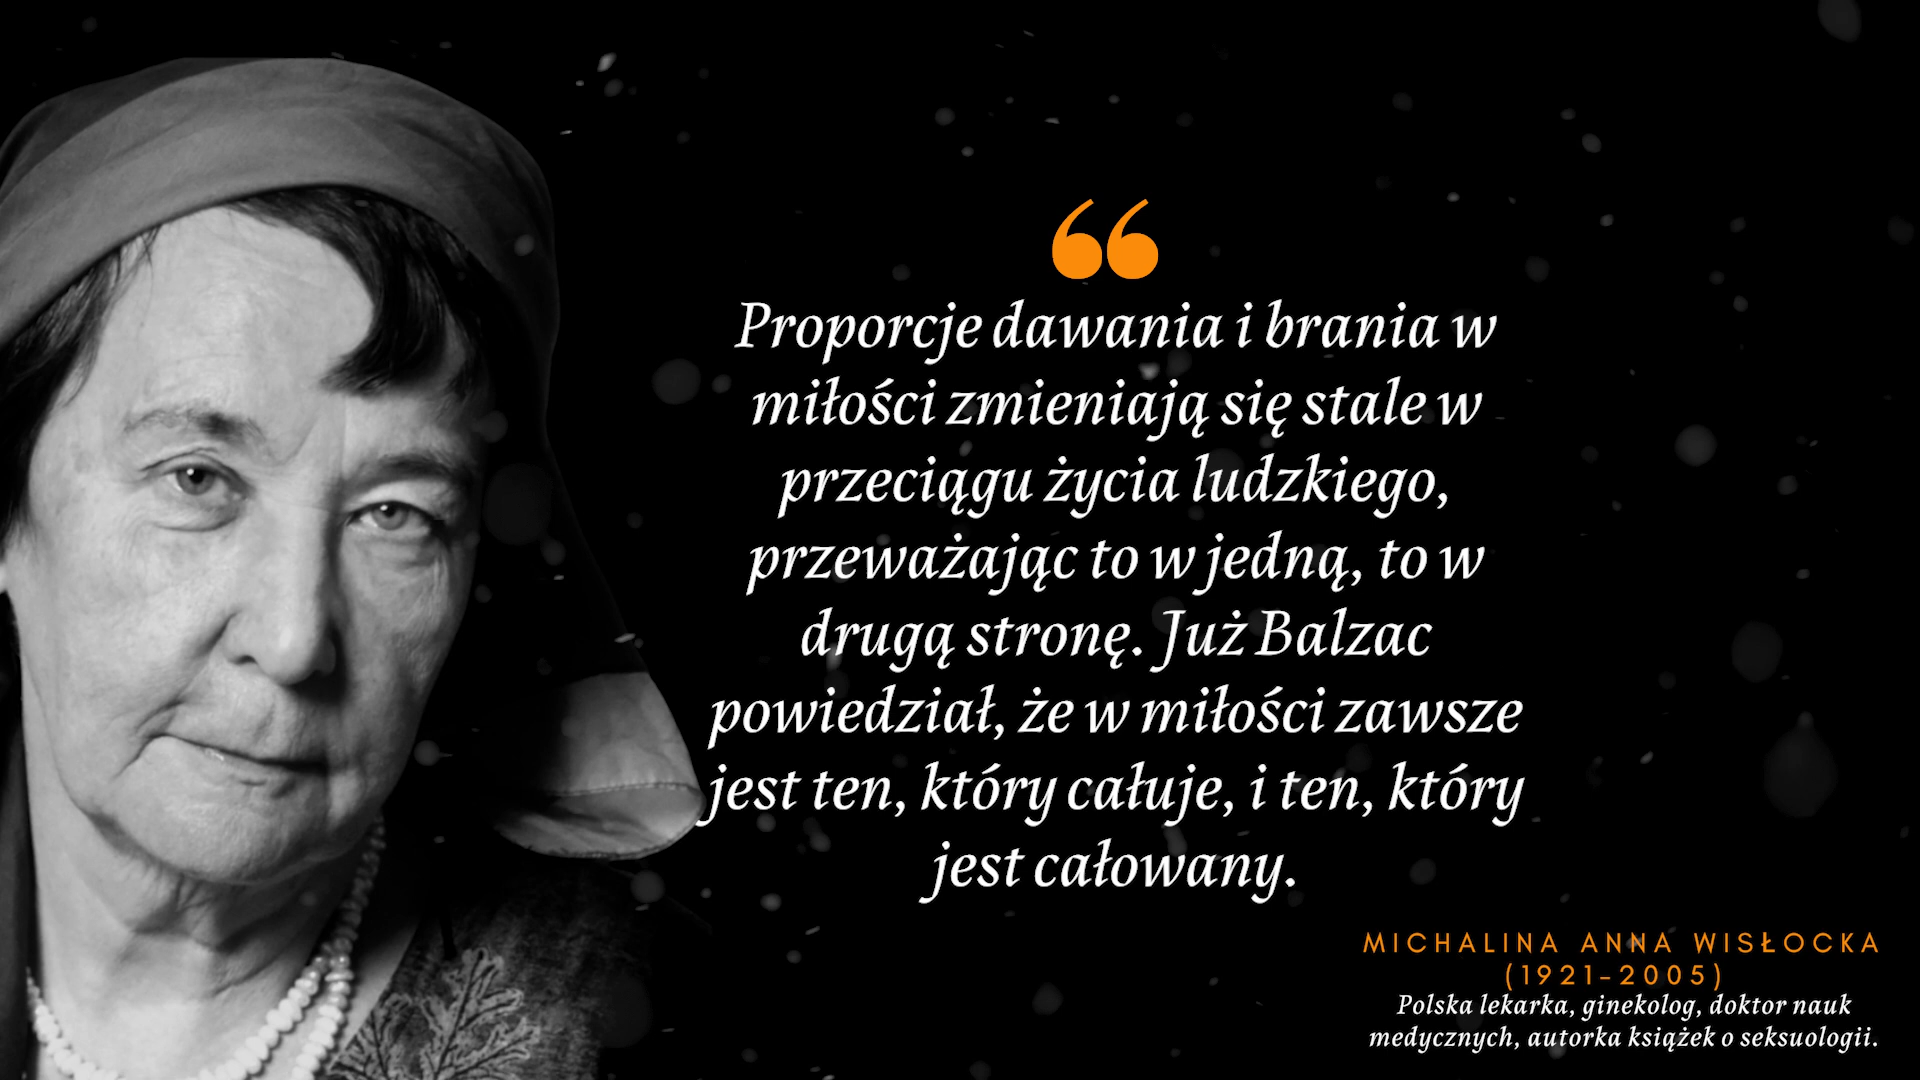 “
Proporcje dawania i brania w
miłości zmieniają się stale w
przeciągu życia ludzkiego,
przeważając to w jedną, to w
drugą stronę. Już Balzac
powiedział, że w miłości zawsze
jest ten, który całuje, i ten, który
jest całowany.
MICHALINA ANNA WISŁOCKA
(1921-2005)
Polska lekarka, ginekolog, doktor nauk
medycznych, autorka książek o seksuologii.